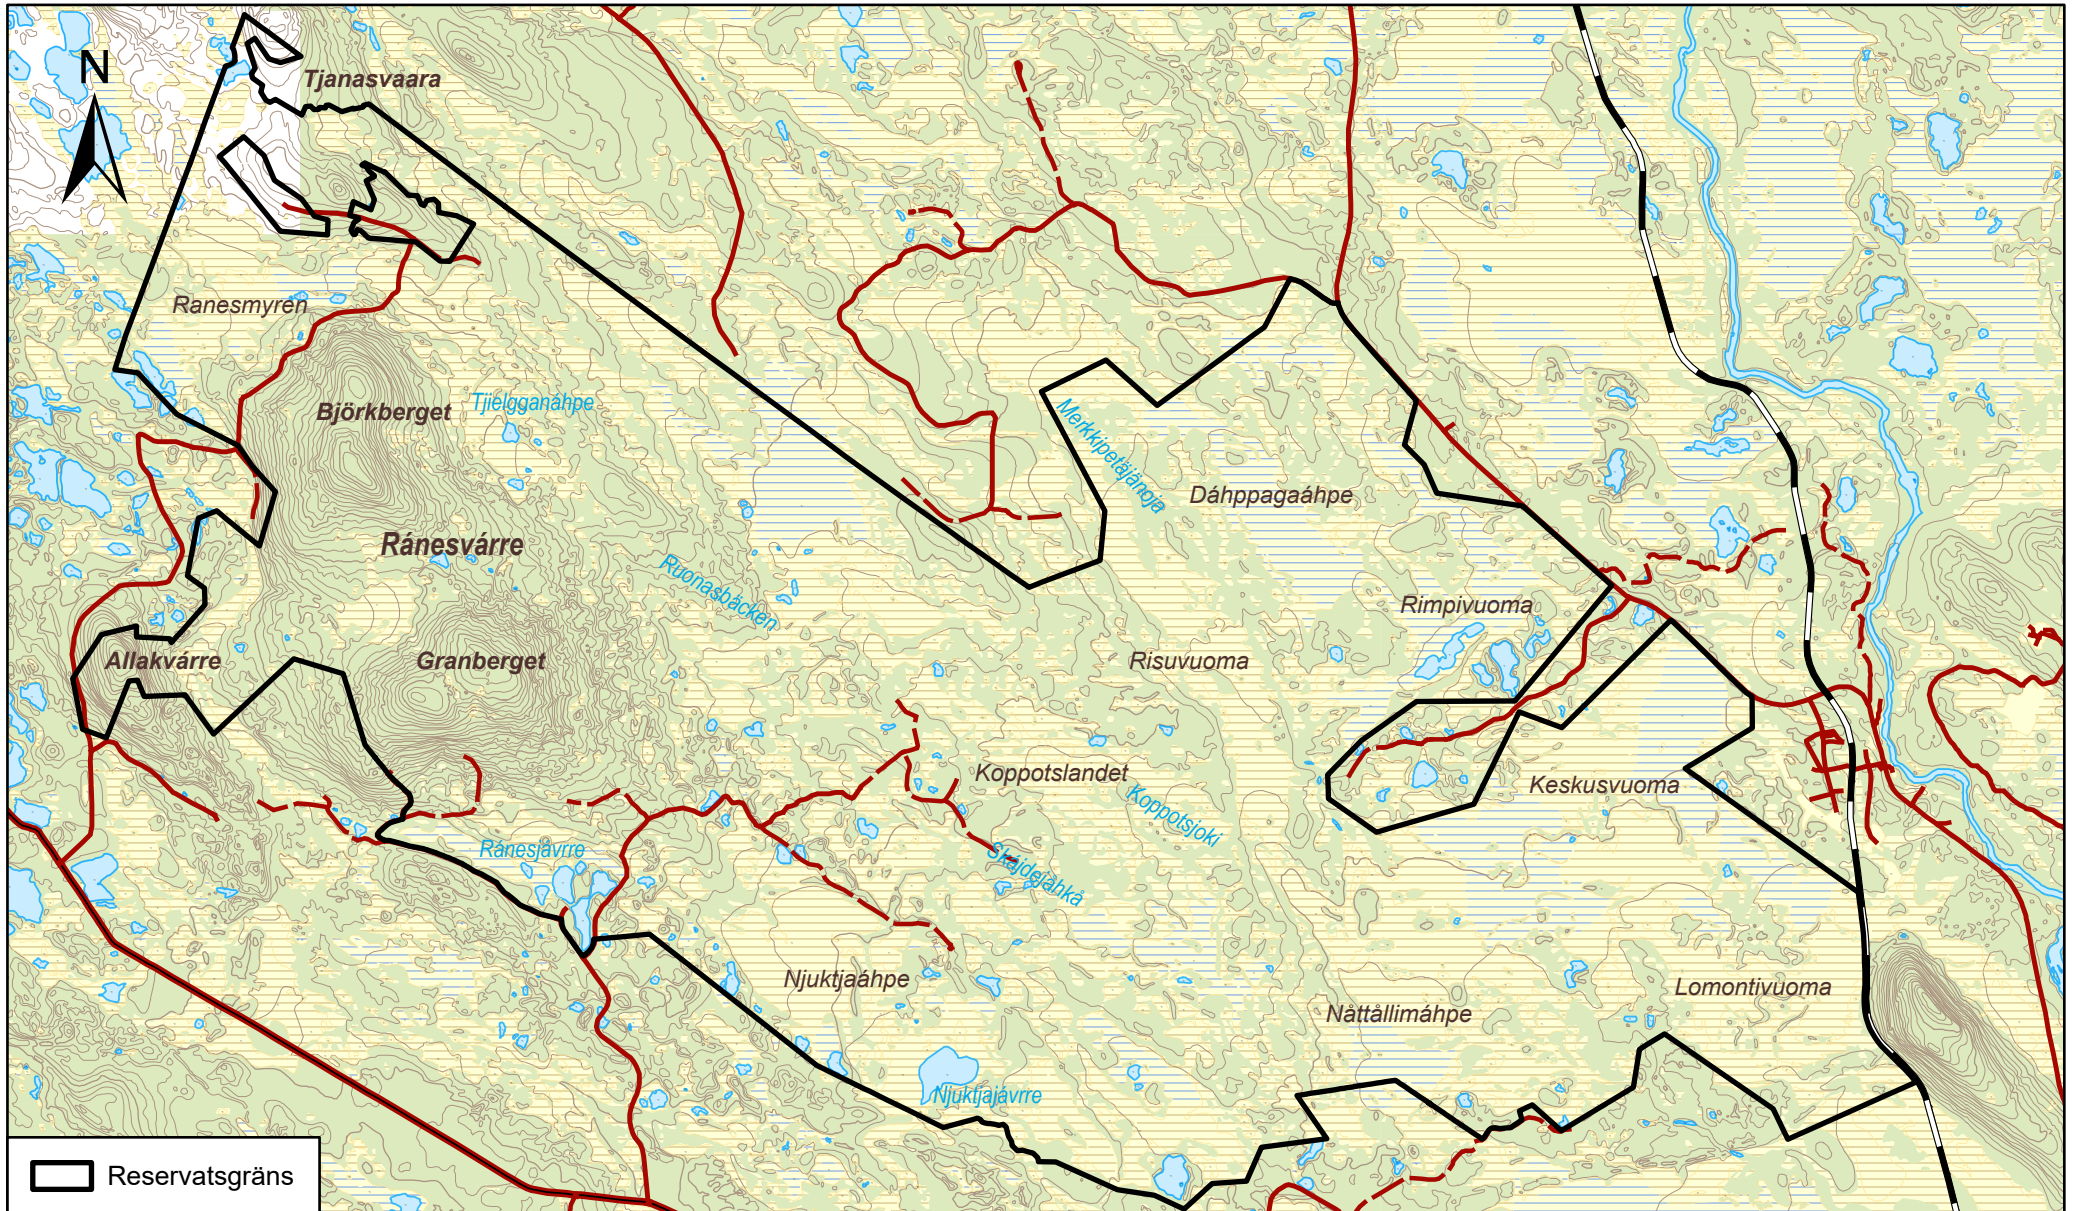 N
Tjanasvaara
Ranesmyren
Björkberget
Tjielgganáhpe
Merkkipetäjänoja
Dáhppagaáhpe
Ránesvárre
Ruonasbäcken
Rimpivuoma
Allakvárre
Granberget
Risuvuoma
Koppotslandet
Koppotsjoki
Keskusvuoma
Ránesjávrre
Skájdejåhkå
Njuktjaáhpe
Lomontivuoma
Nåttållimáhpe
Njuktjajávrre
Reservatsgräns